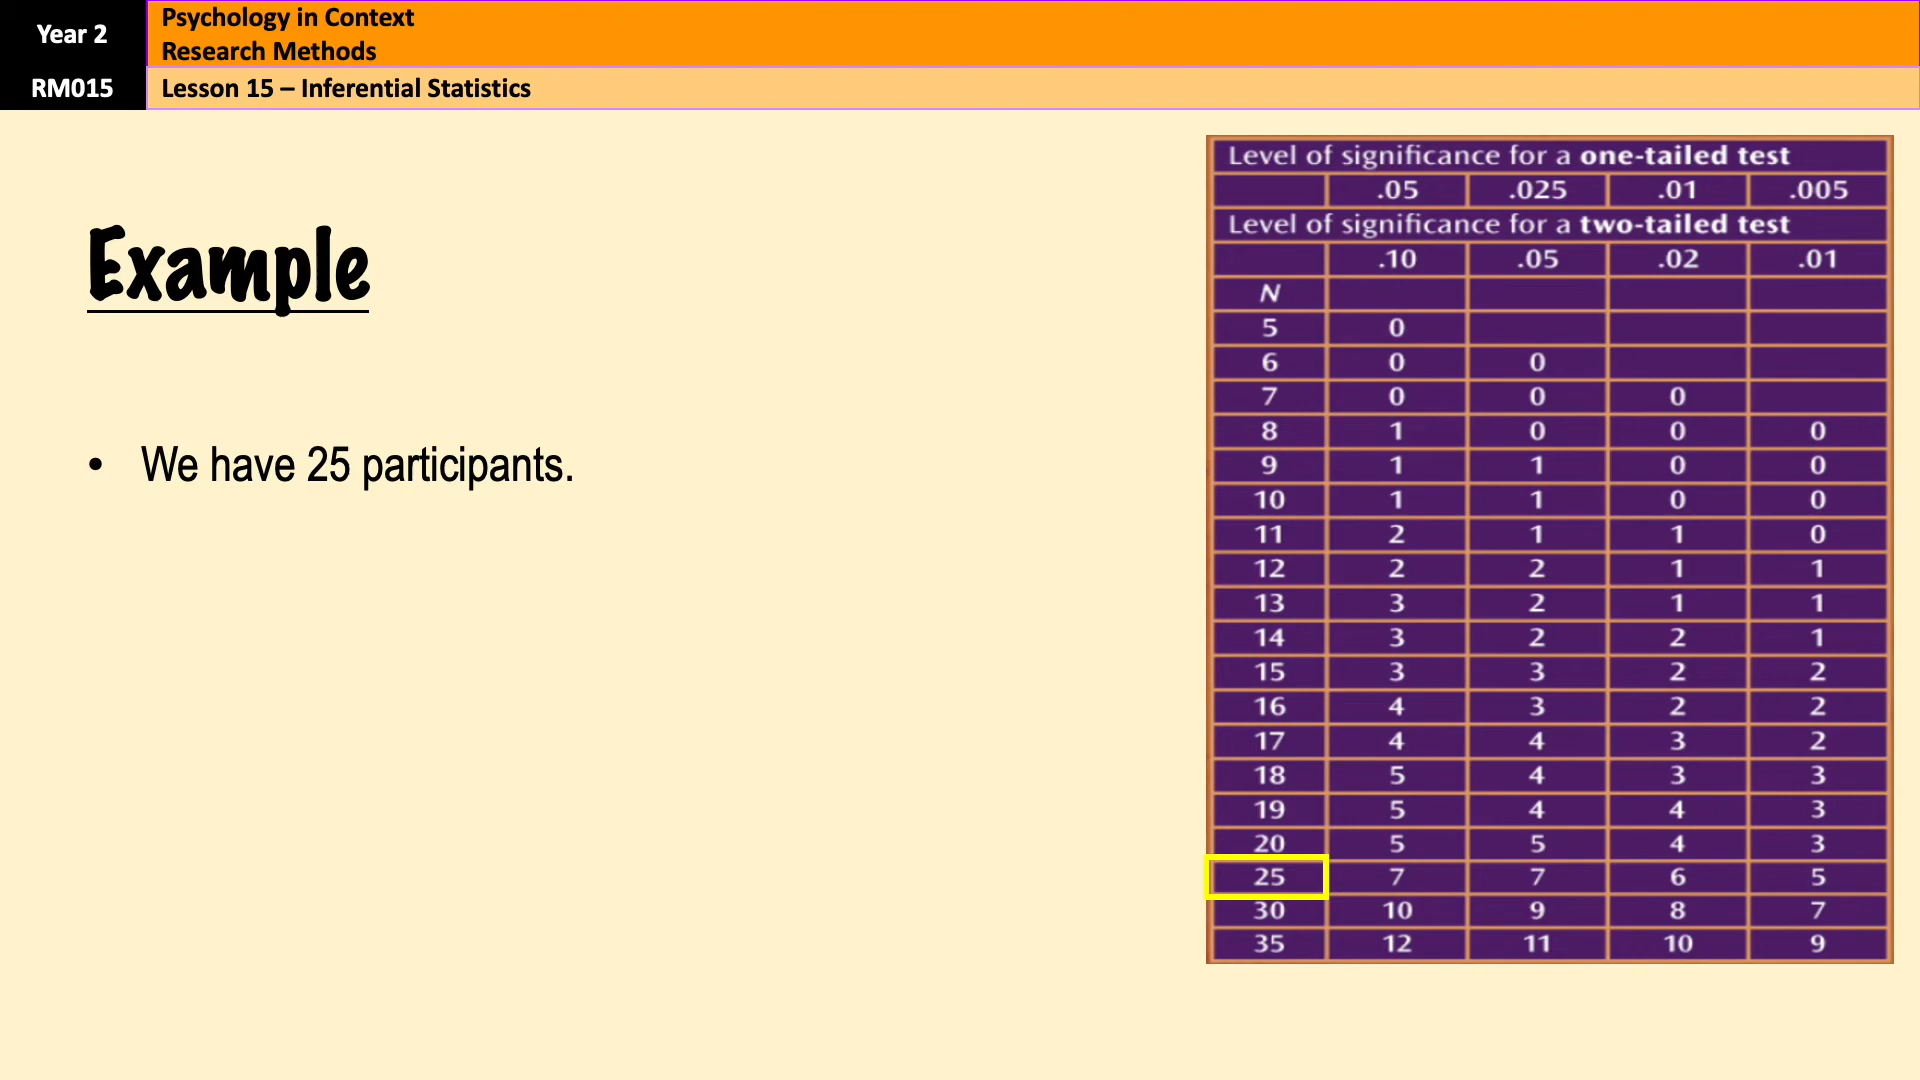 Year 2
Psychology in Context
Research Methods
RM015
Lesson 15 – Inferential Statistics
Example
• We have 25 participants.
Level of significance for a one-tailed test
.05 .025 .01 .005
Level of significance for a two-tailed test
.10 .05 .02 .01
N
5 0
6 0 0
7 0 0 0
8 1 0 0 0
9 1 1 0 0
10 1 1 0 0
11 2 1 1 0
12 2 2 1 1
13 3 2 1 1
14 3 2 2 1
15 3 3 2 2
16 4 3 2 2
17 4 4 3 2
18 5 4 3 3
19 5 4 4 3
20 5 5 4 3
25 7 7 6 5
30 10 9 8 7
35 12 11 10 9